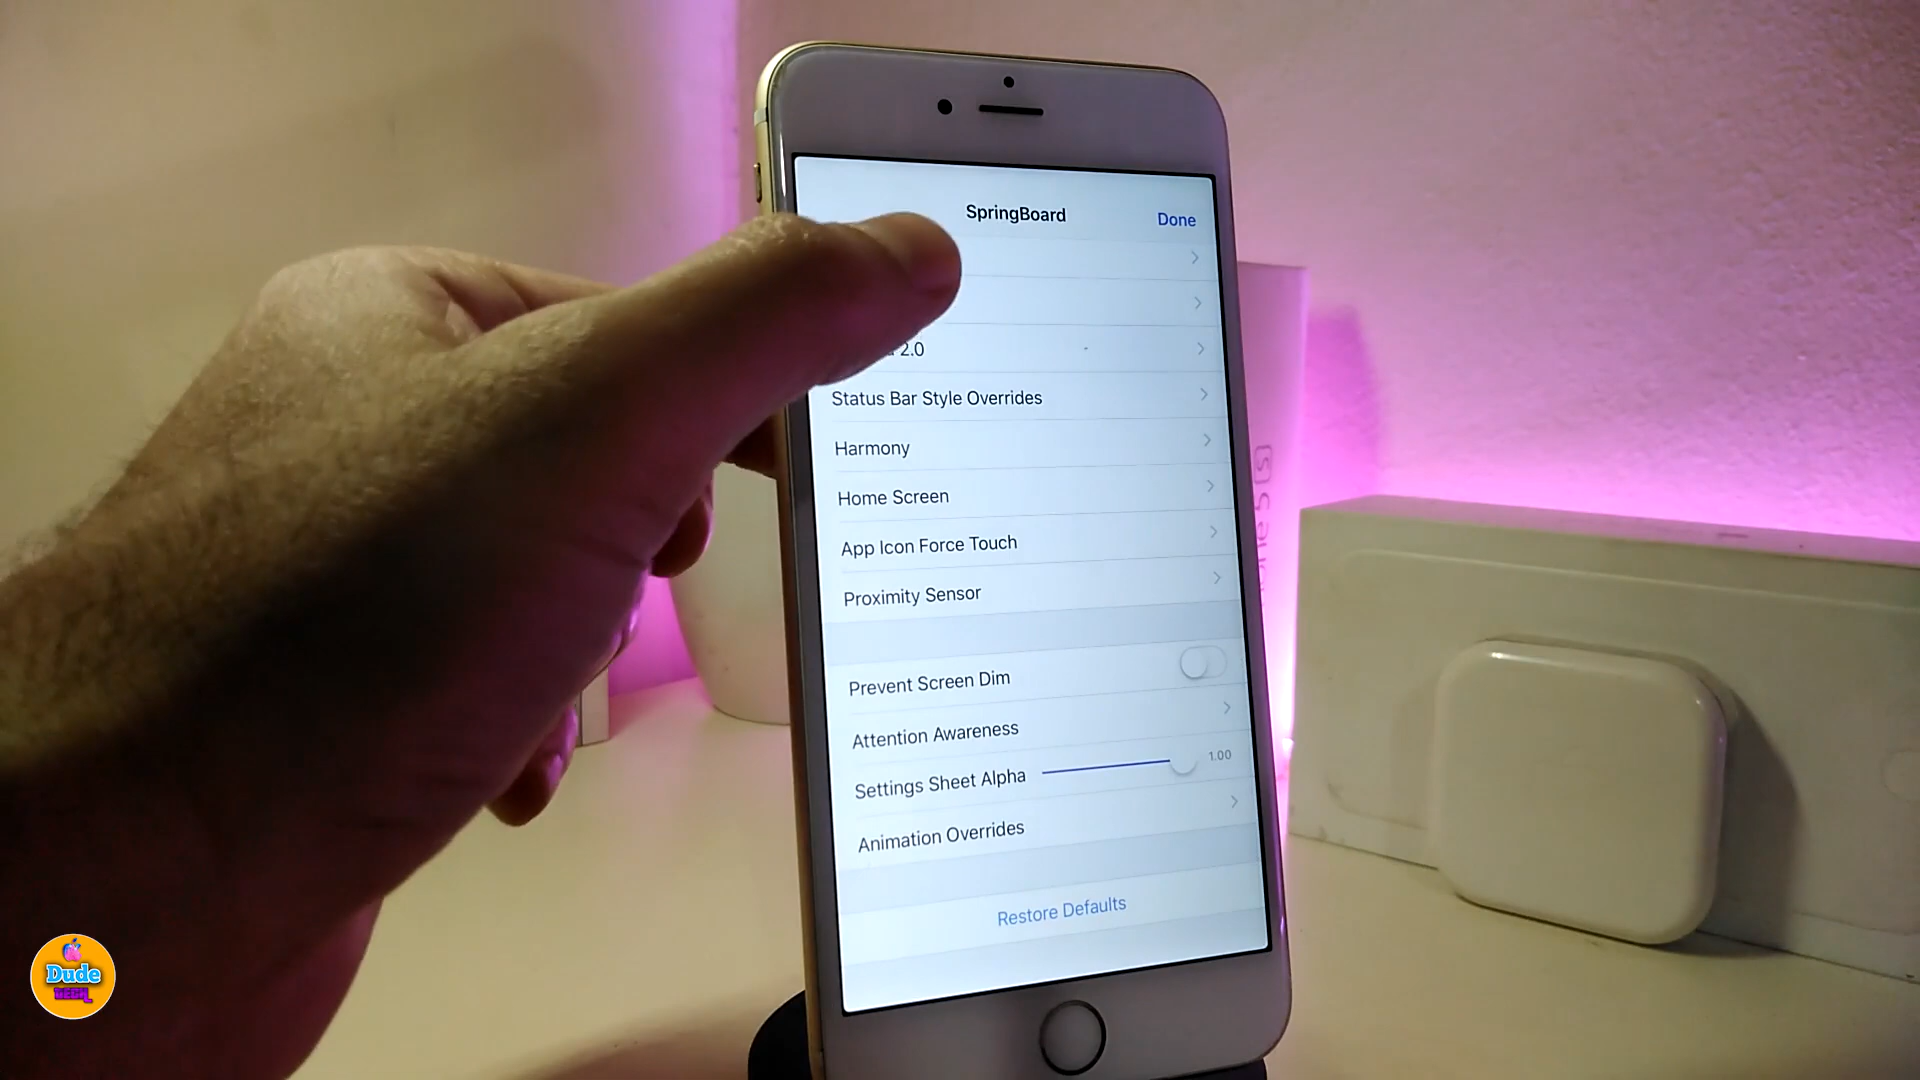 SpringBoard
Done
2.0
Status Bar Style Overrides
Harmony
Home Screen
App Icon Force Touch
Proximity Sensor
Prevent Screen Dim
Attention Awareness
Settings Sheet Alpha
1.00
Animation Overrides
Restore Defaults
Dude
TECH